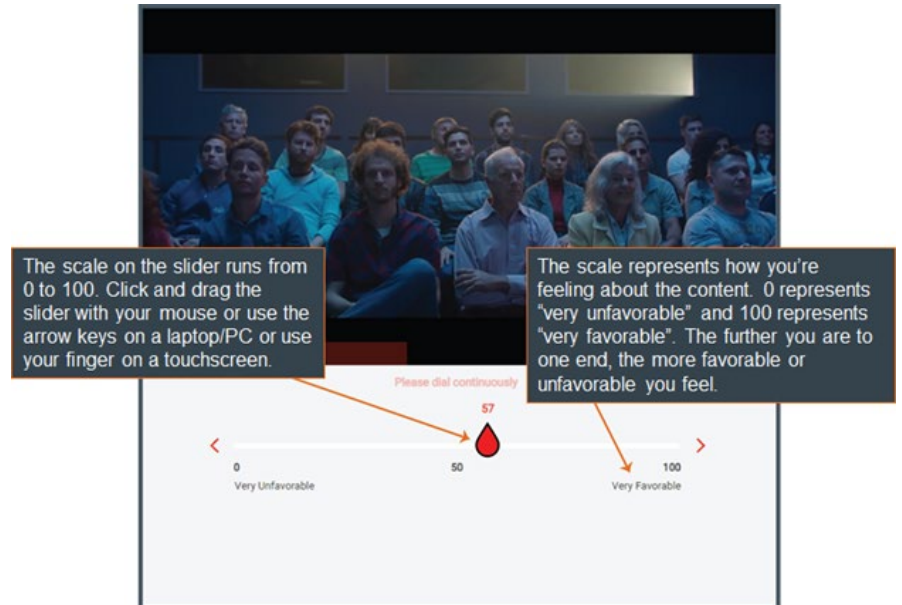 The scale on the slider runs from
0 to 100. Click and drag the
slider with your mouse or use the
arrow keys on a laptop/PC or use
your finger on a touchscreen.
The scale represents how you’re
feeling about the content. 0 represents
“very unfavorable” and 100 represents
“very favorable”. The further you are to
one end, the more favorable or
unfavorable you feel.
Please dial continuously
57
0 50 100
Very Unfavorable Very Favorable